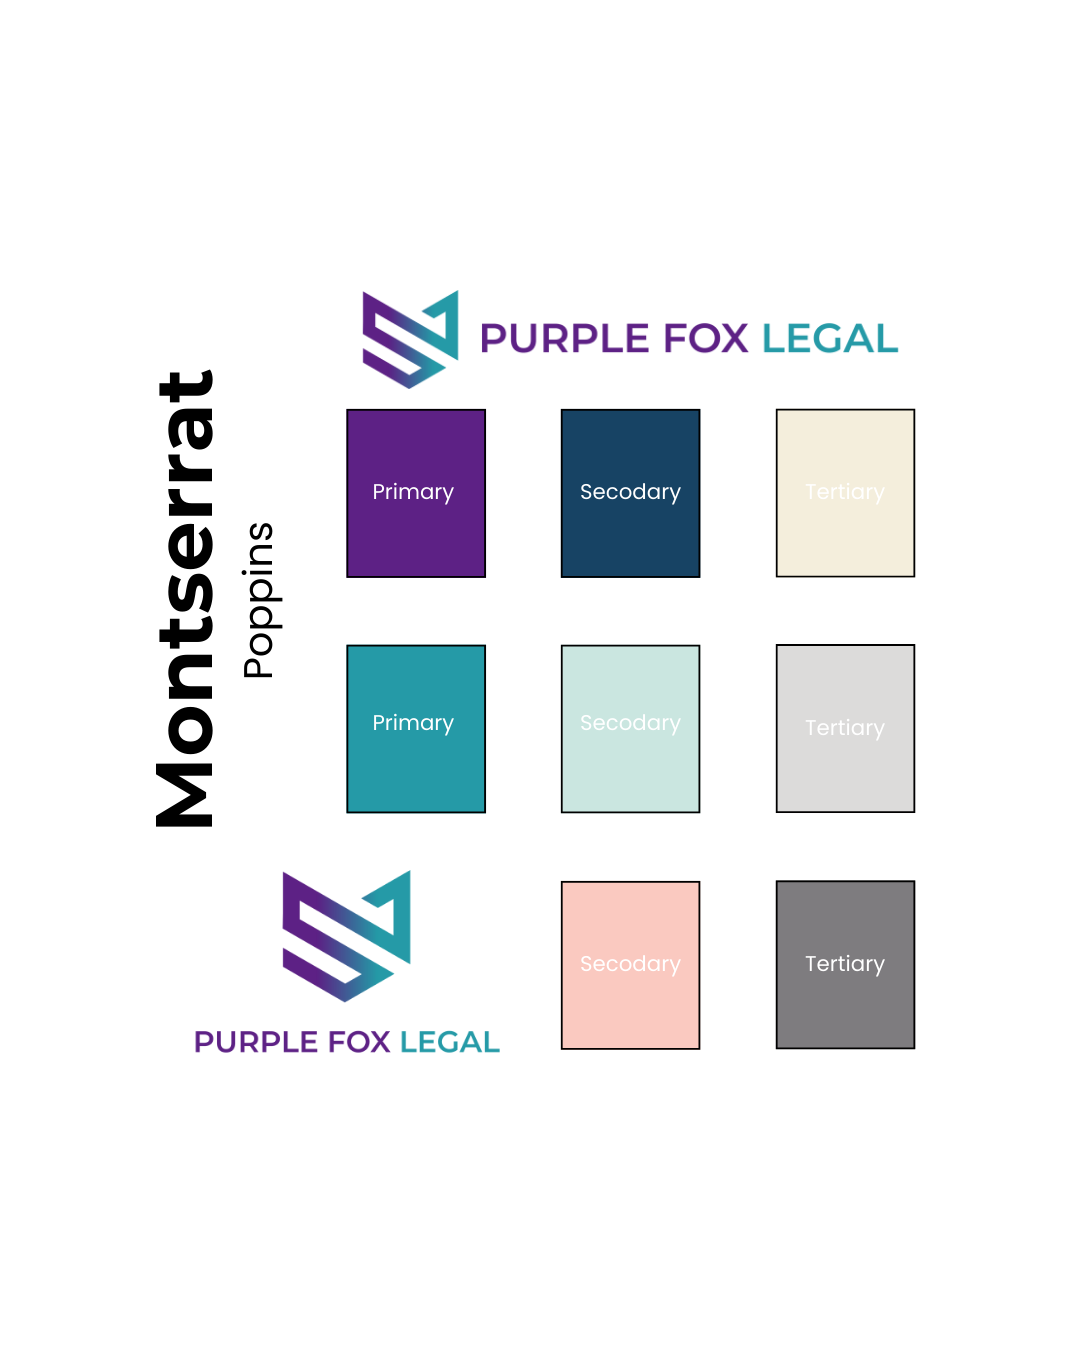 PURPLE FOX LEGAL
Montserrat
Poppins
Primary
Secodary
Tertiary
Primary
Secodary
Tertiary
Secodary
Tertiary
PURPLE FOX LEGAL